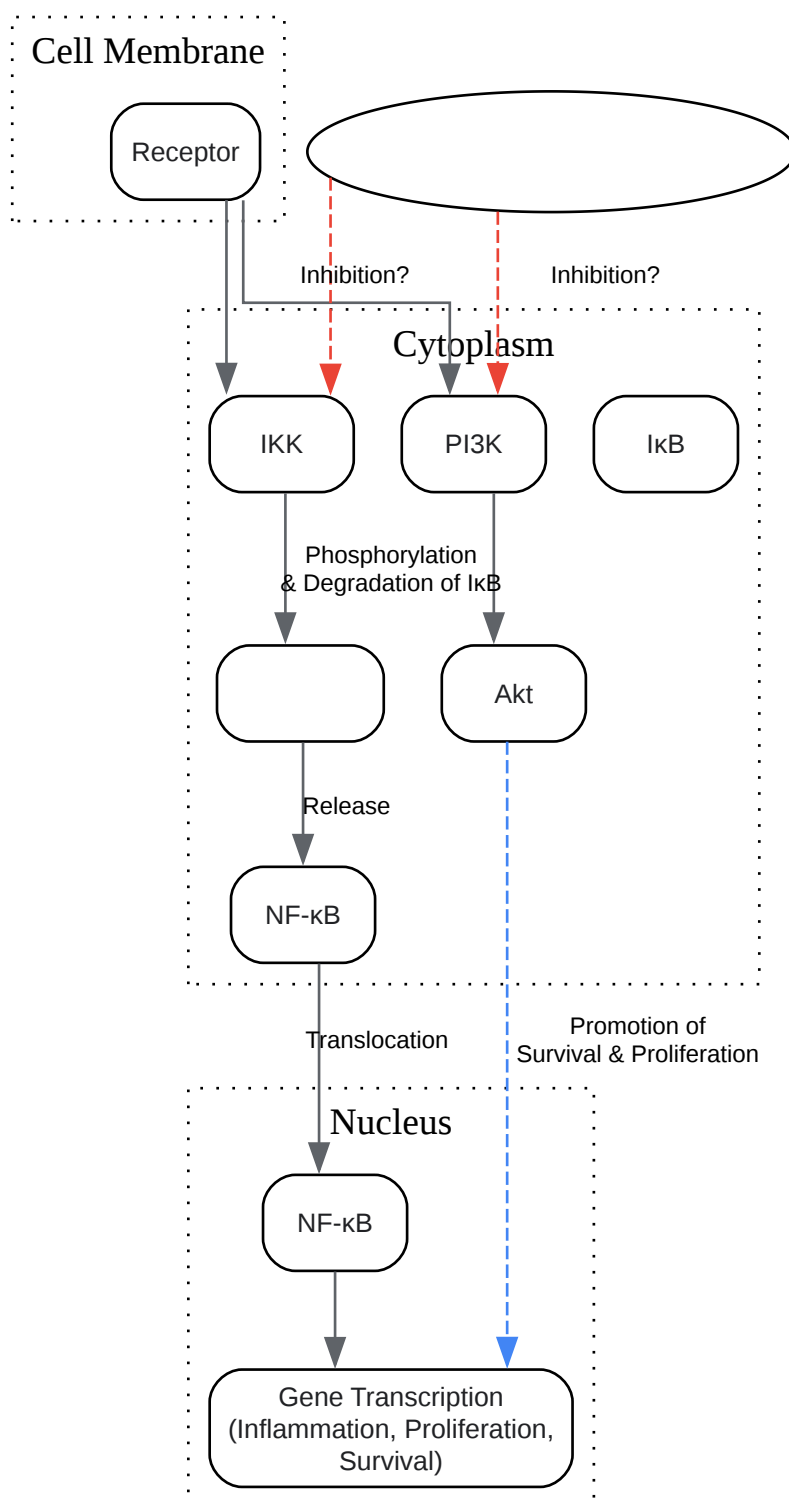 Cell Membrane
Receptor
Inhibition?
Inhibition?
Cytoplasm
IKK
PI3K
IκB
Phosphorylation
& Degradation of IκB
Akt
Release
NF-κB
Translocation
Promotion of
Survival & Proliferation
Nucleus
NF-κB
Gene Transcription
(Inflammation, Proliferation,
Survival)